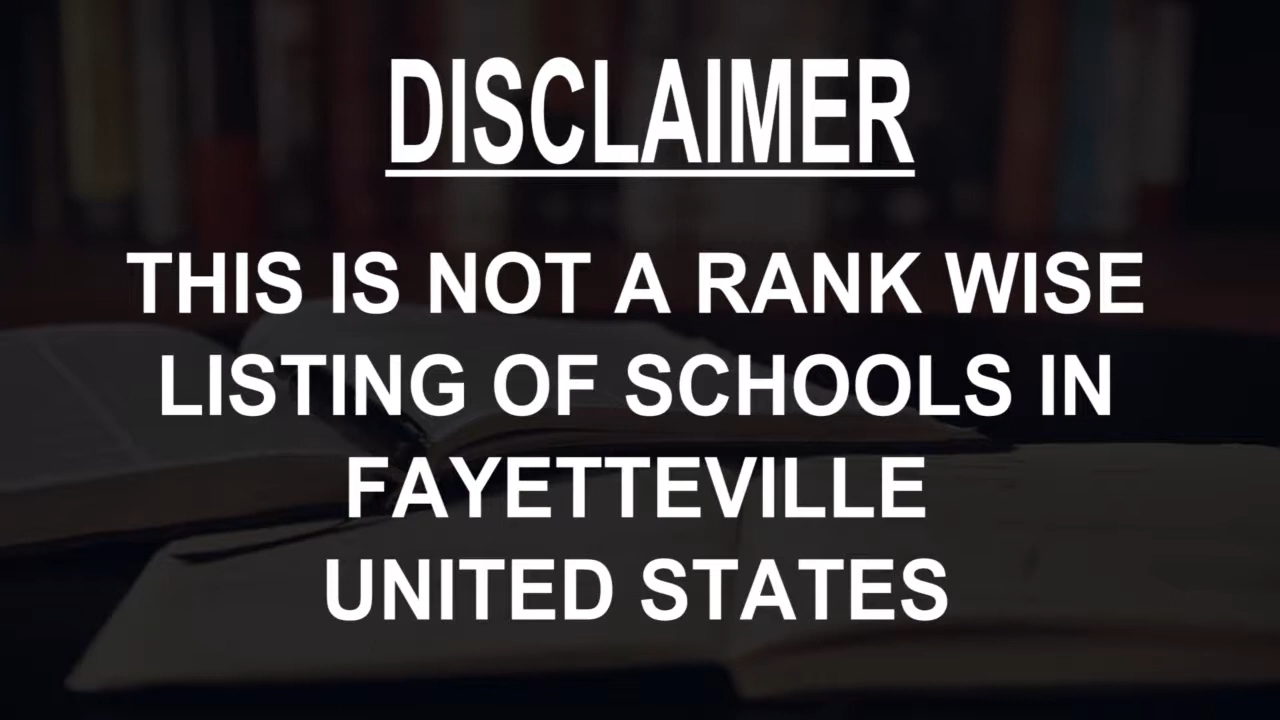 DISCLAIMER
THIS IS NOT A RANK WISE
LISTING OF SCHOOLS IN
FAYETTEVILLE
UNITED STATES